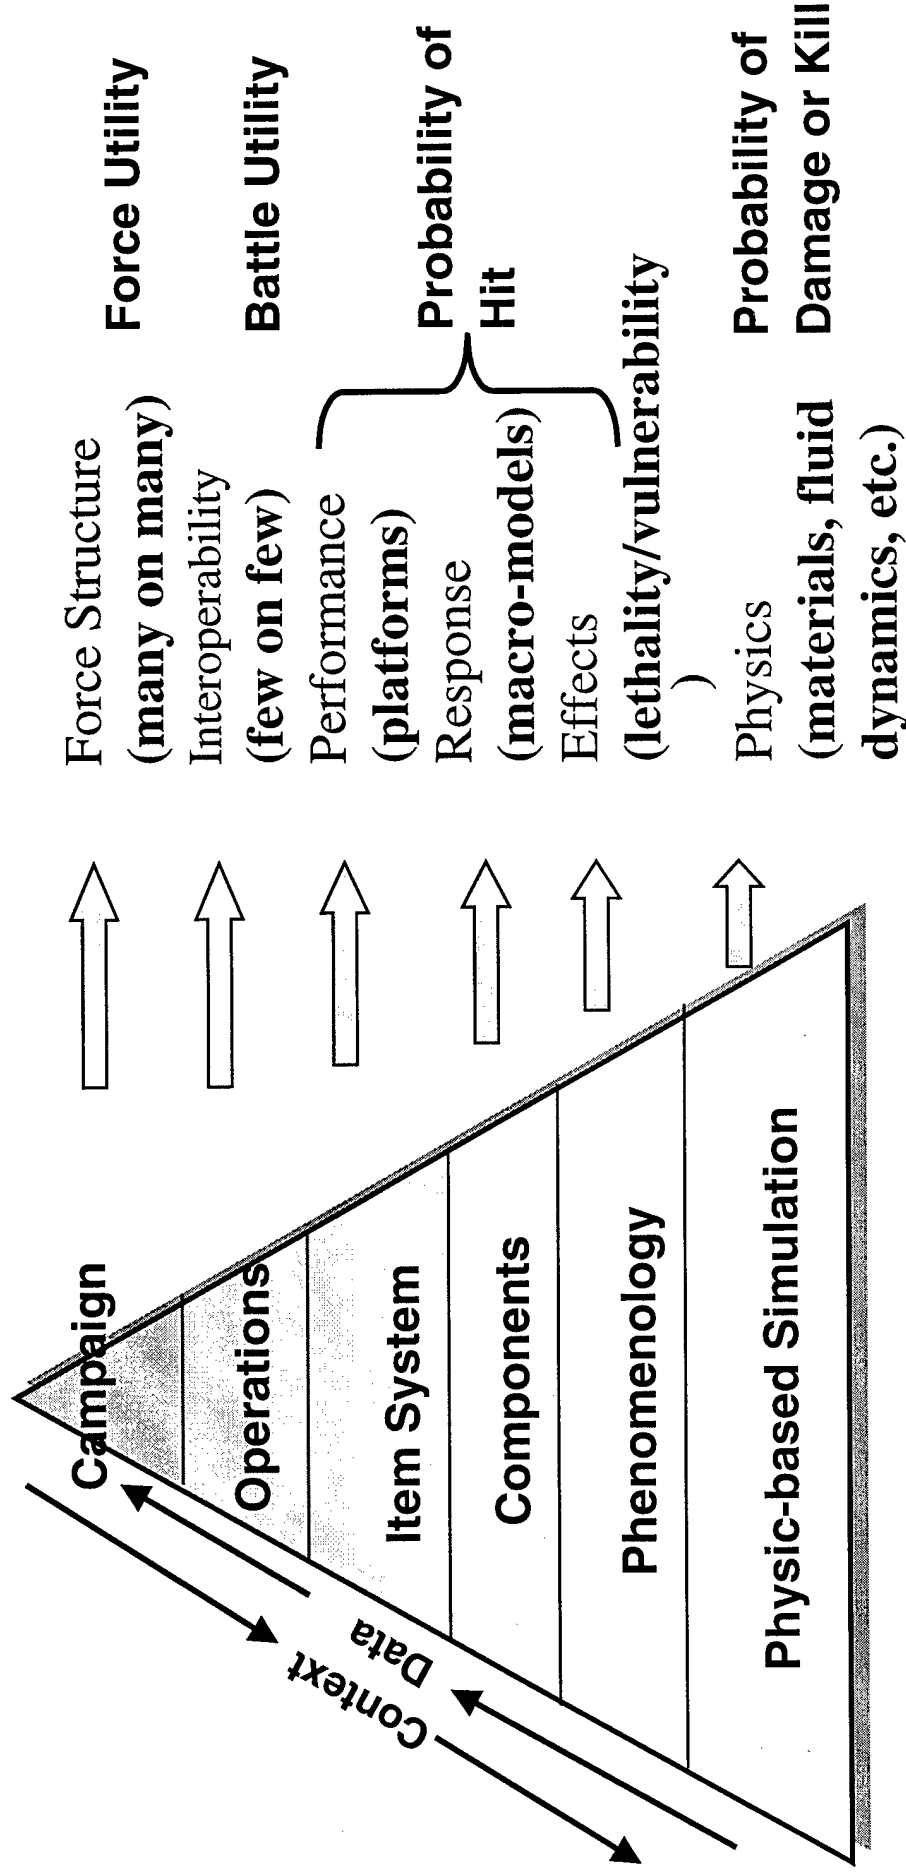 Campaign
Operations
Item System
Components
Phenomenology
Physic-based Simulation
Context
Data
Force Structure
(many on many)
Interoperability
(few on few)
Performance
(platforms)
Response
(macro-models)
Effects
(lethality/vulnerability
)
Physics
(materials, fluid
dynamics, etc.)
Force Utility
Battle Utility
Probability of
Hit
Probability of
Damage or Kill